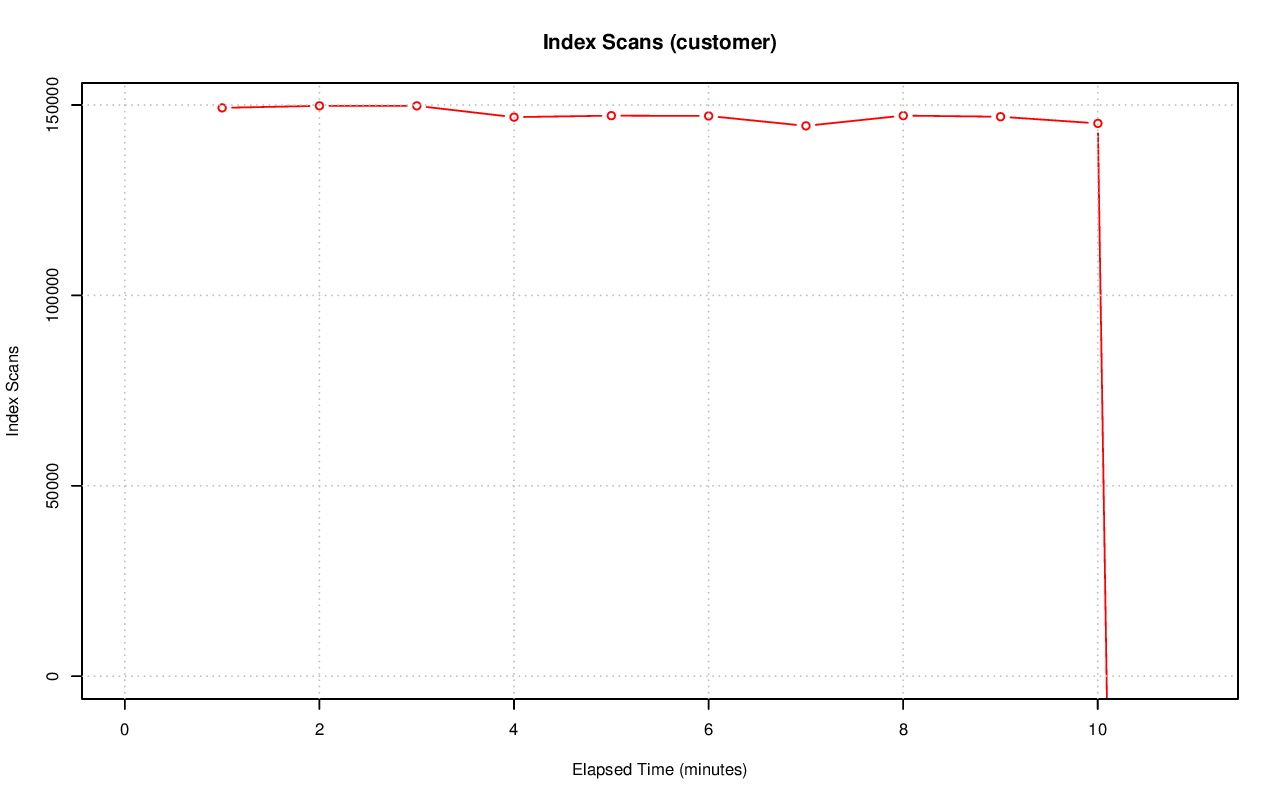 Index Scans (customer)
150000
100000
50000
0
Index Scans
0 2 4 6 8 10
Elapsed Time (minutes)